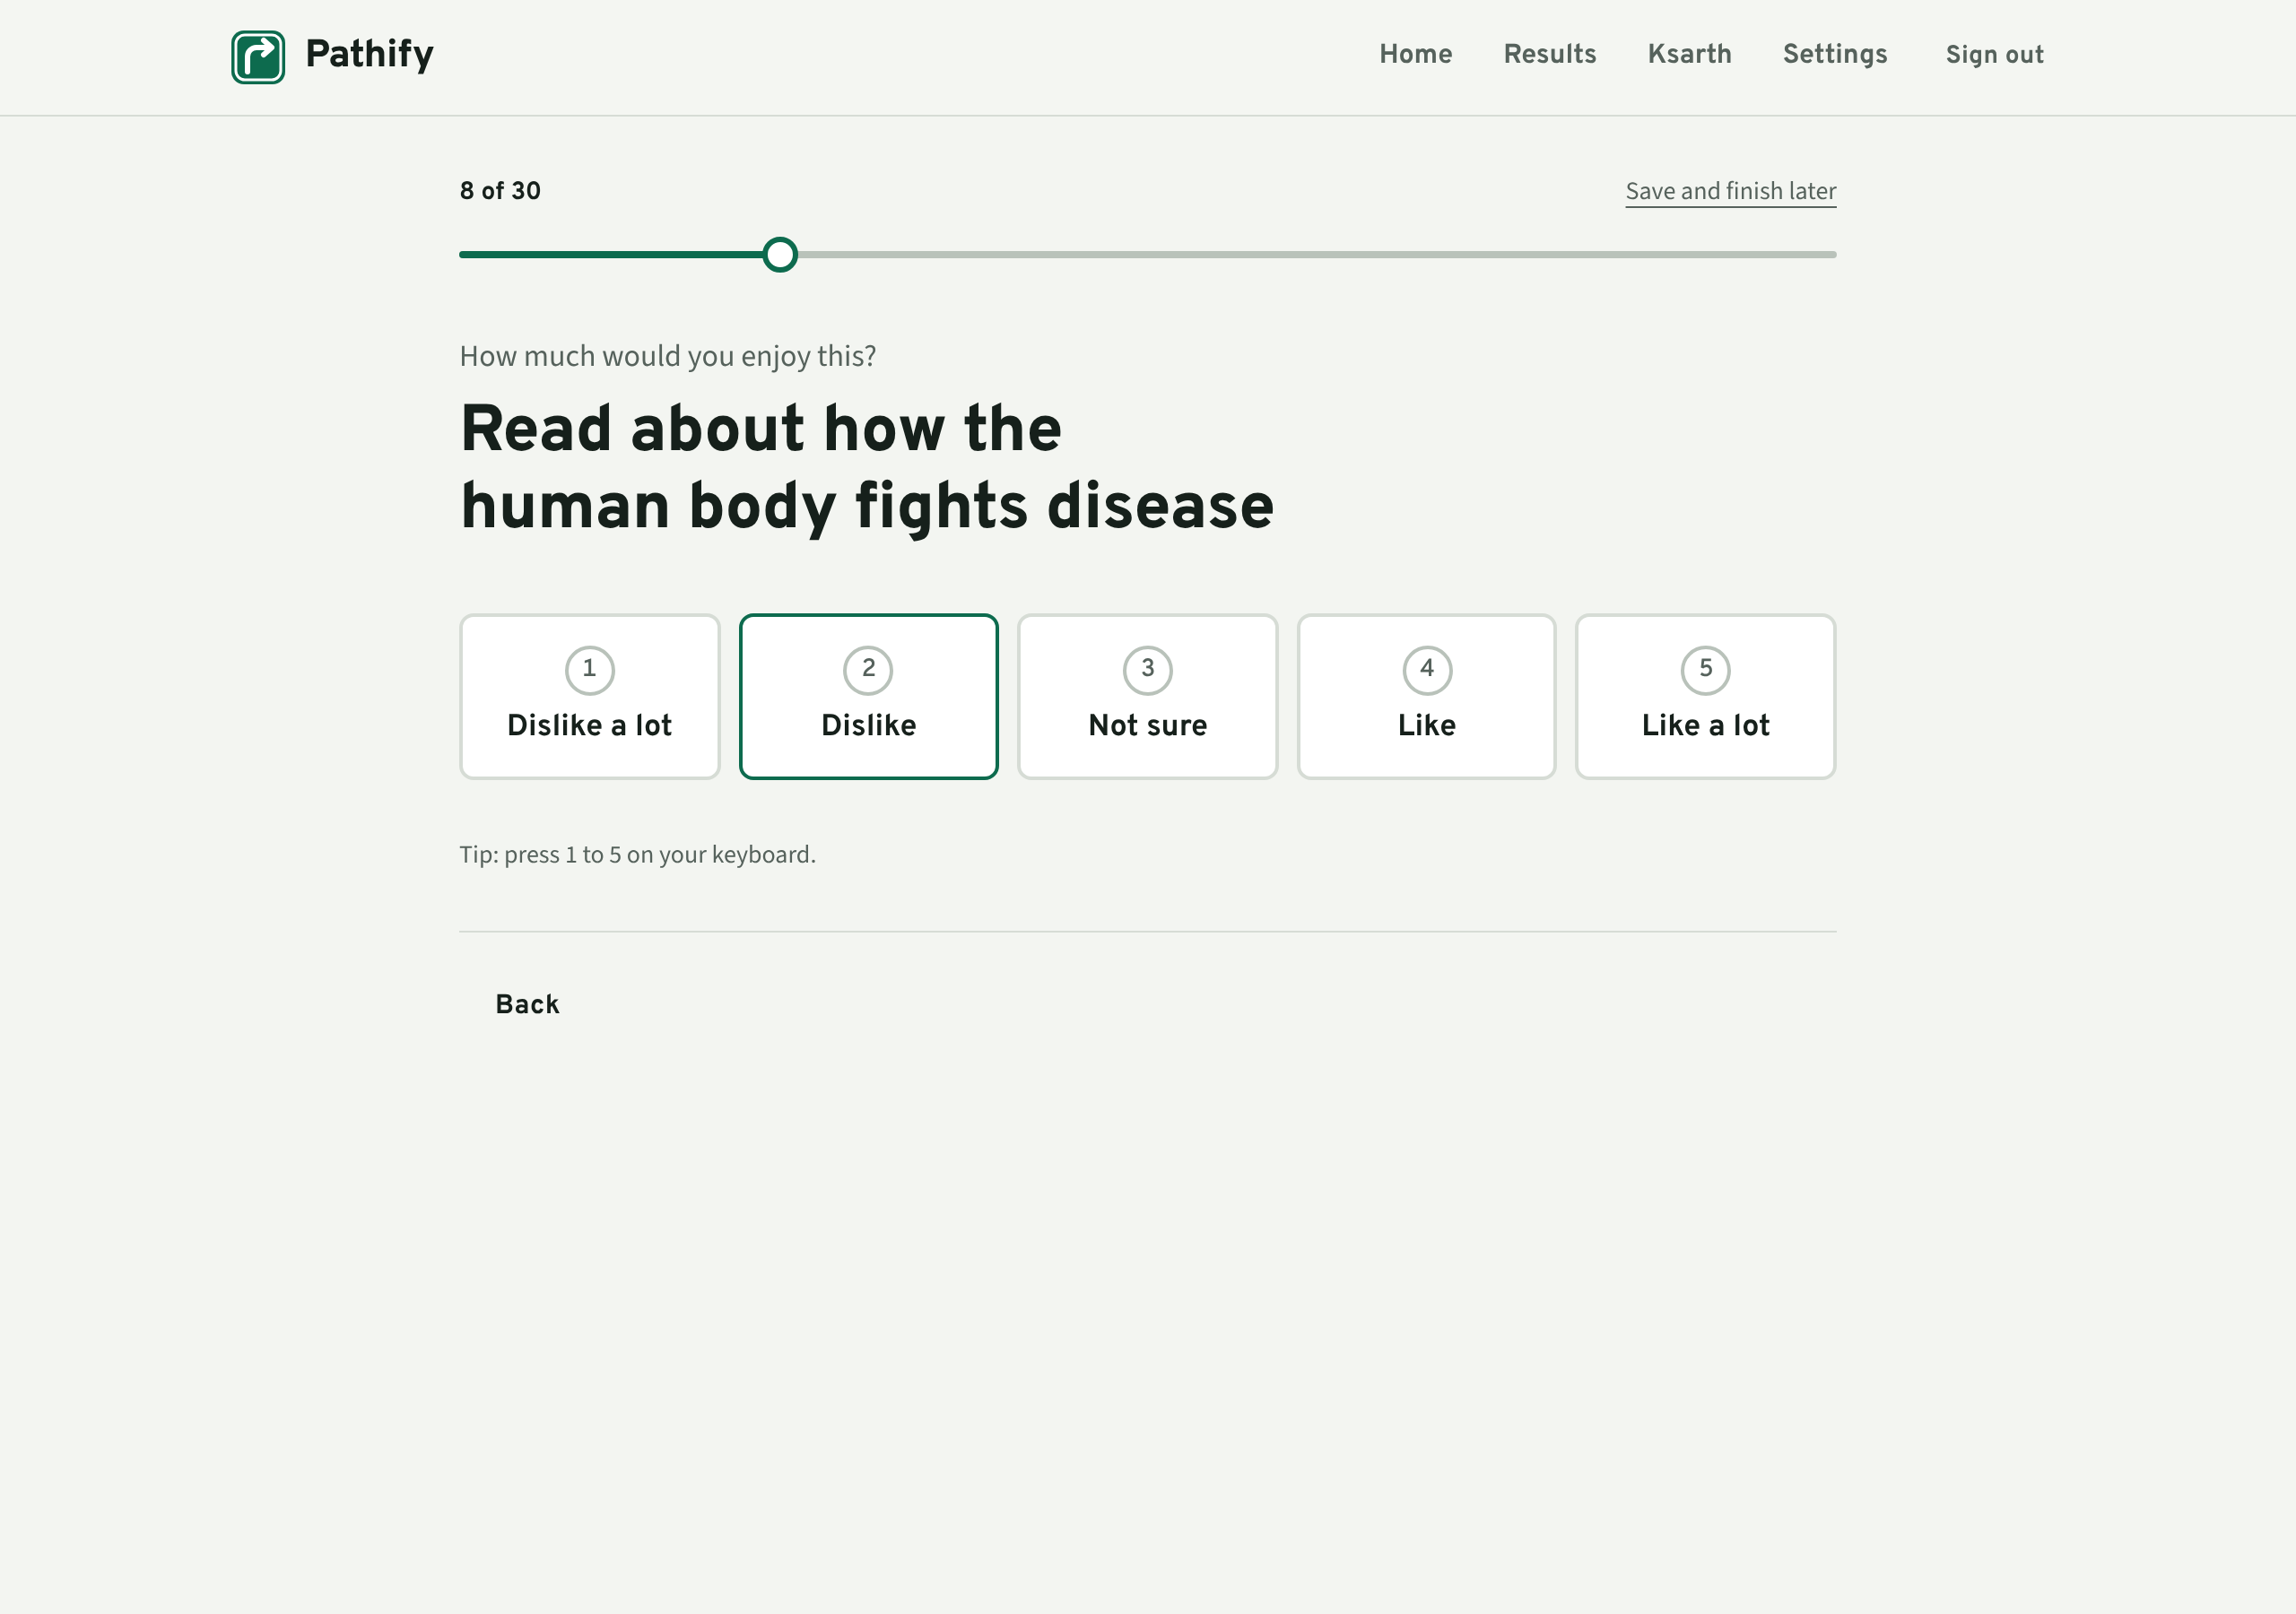 Pathify
Home Results Ksarth Settings Sign out
8 of 30
Save and finish later
How much would you enjoy this?
Read about how the
human body fights disease
1 2 3 4 5
Dislike a lot Dislike Not sure Like Like a lot
Tip: press 1 to 5 on your keyboard.
Back